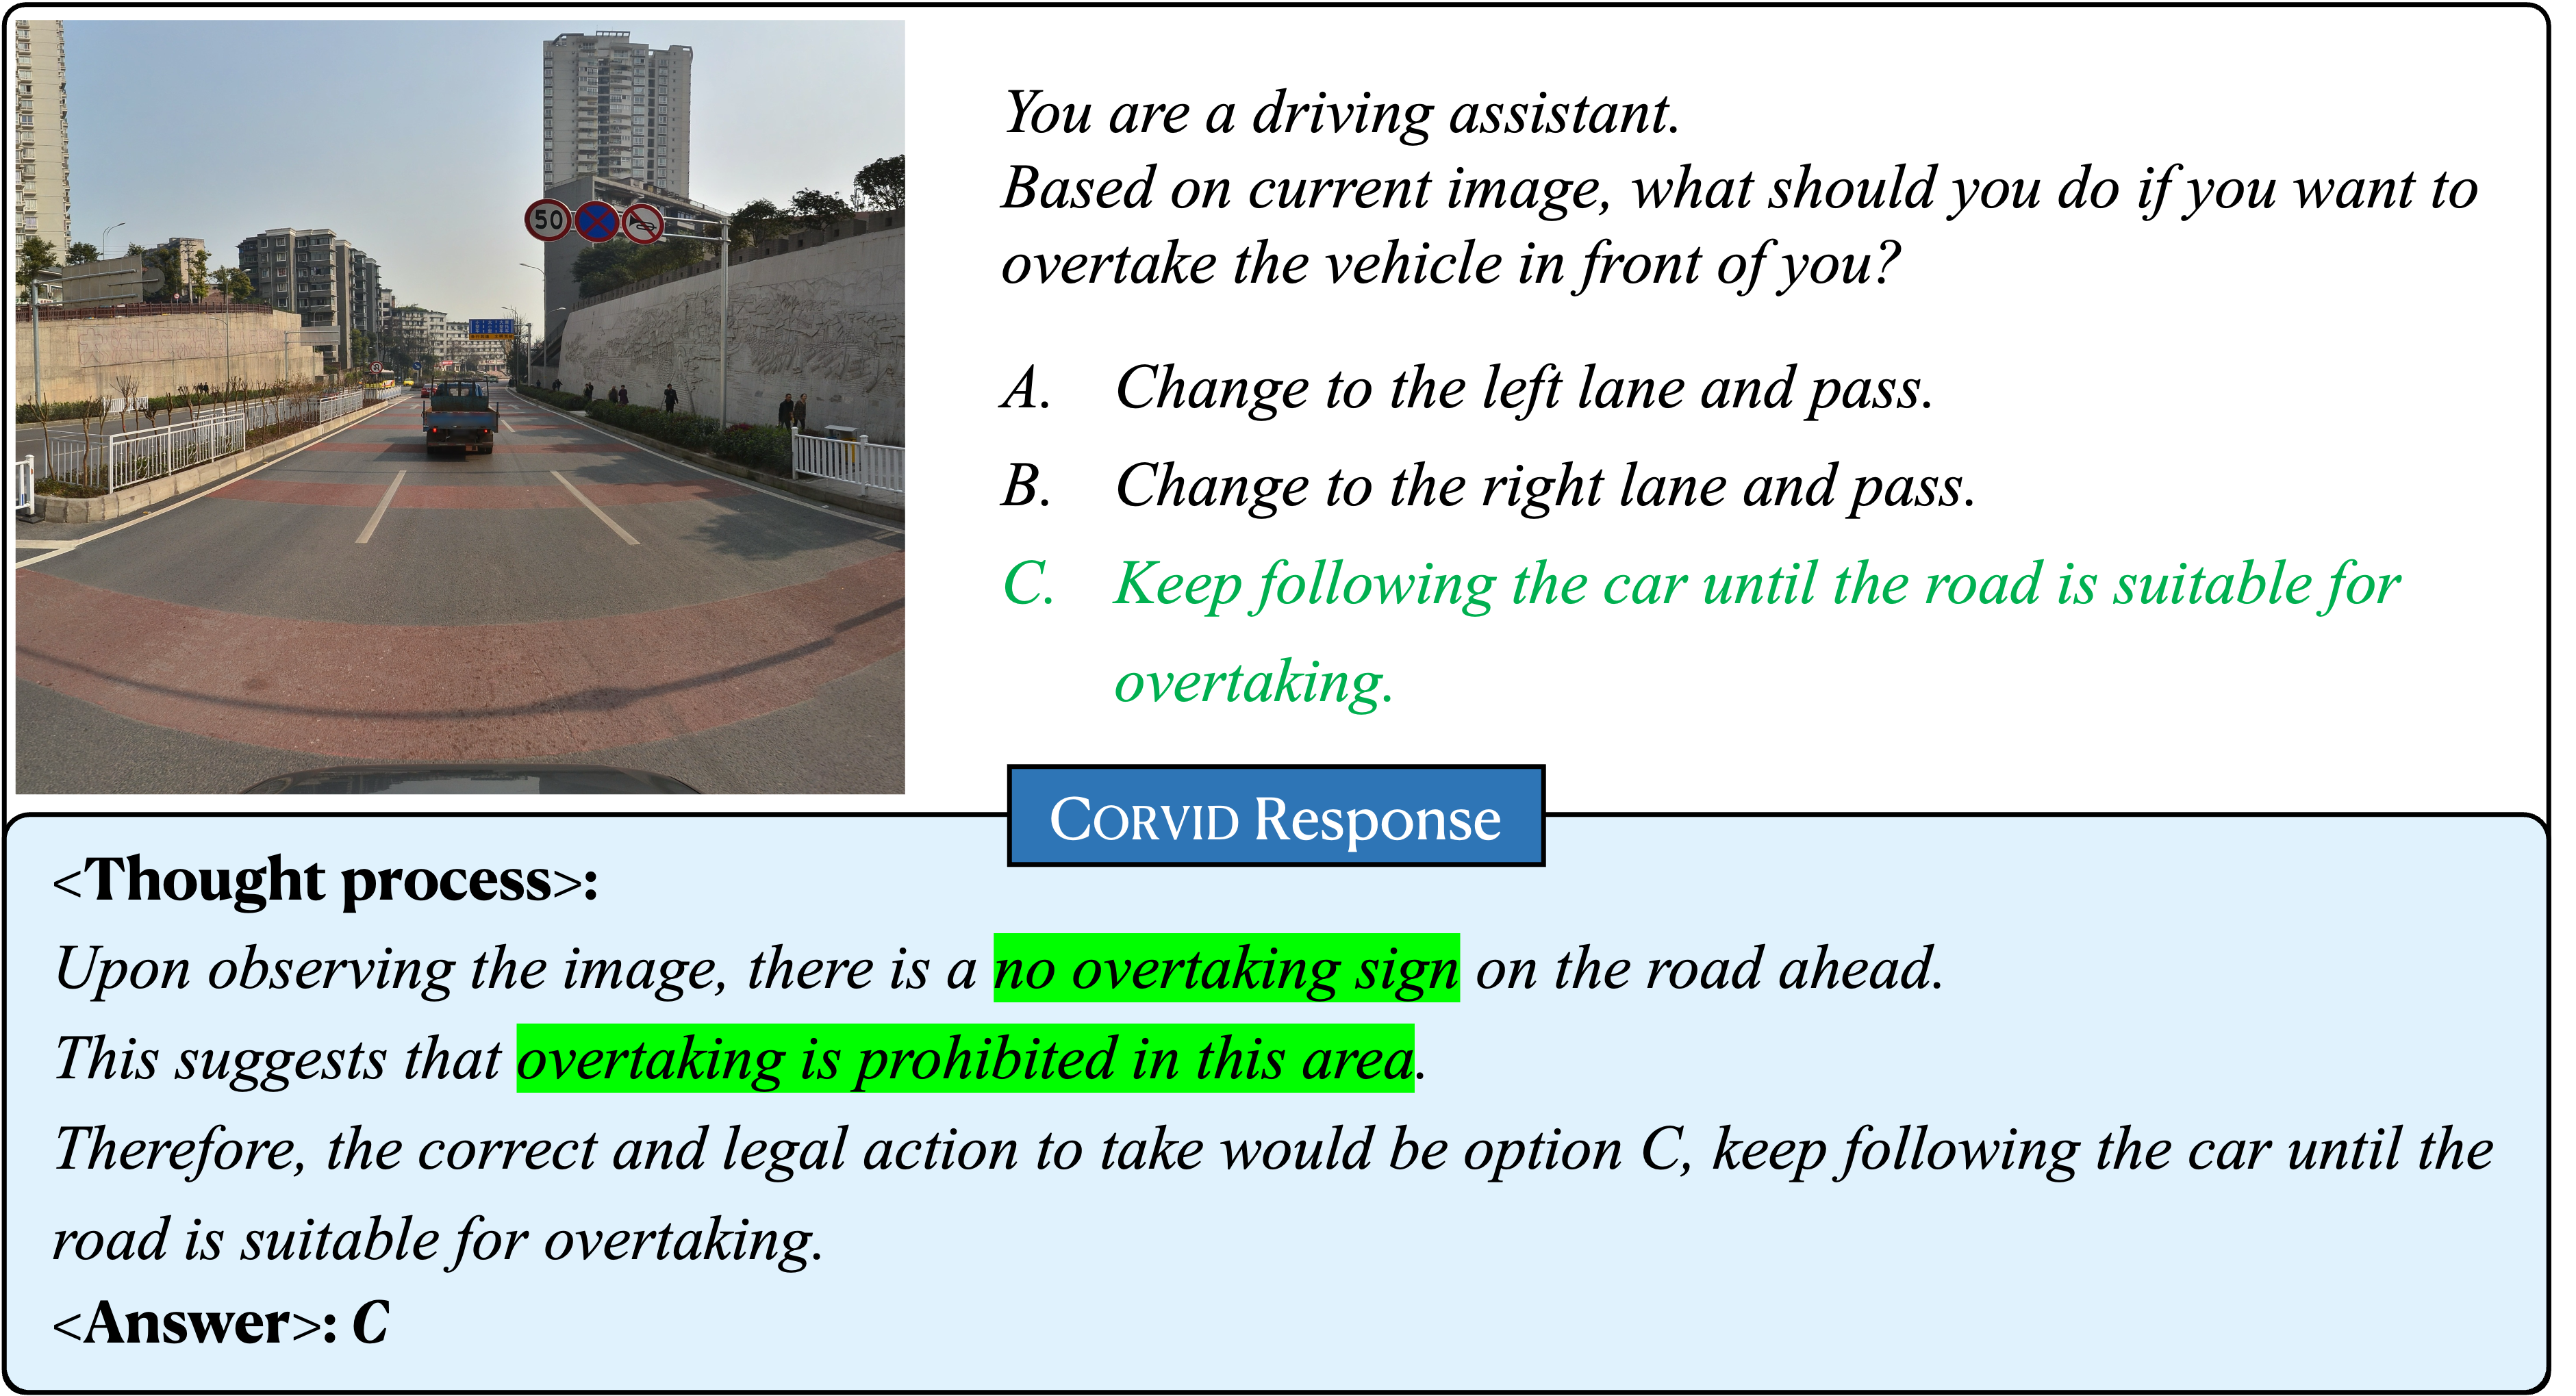 50
You are a driving assistant.
Based on current image, what should you do if you want to
overtake the vehicle in front of you?
A. Change to the left lane and pass.
B. Change to the right lane and pass.
C. Keep following the car until the road is suitable for
overtaking.
CORVID Response
<Thought process>:
Upon observing the image, there is a no overtaking sign on the road ahead.
This suggests that overtaking is prohibited in this area.
Therefore, the correct and legal action to take would be option C, keep following the car until the
road is suitable for overtaking.
<Answer>: C